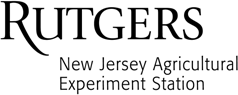 RUTGERS
New Jersey Agricultural
Experiment Station